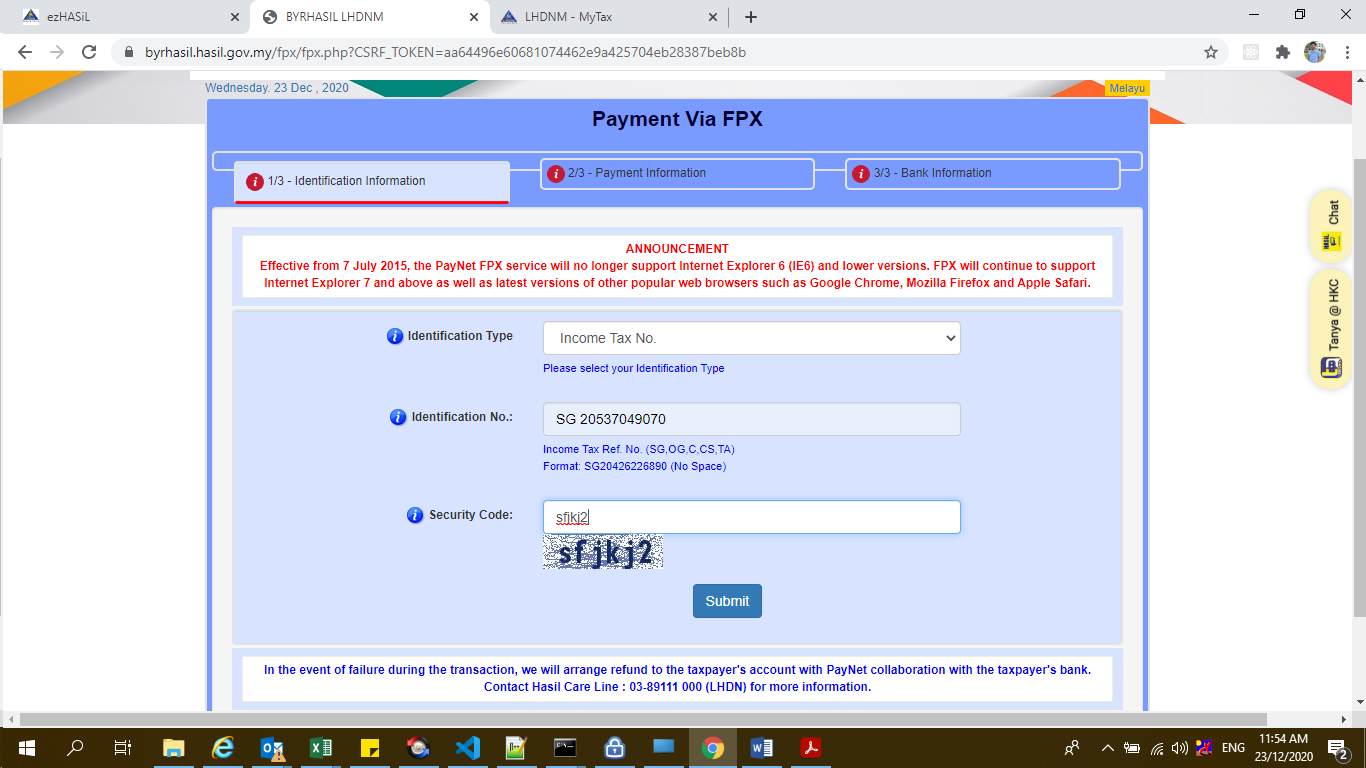 ezHASiL
BYRHASIL LHDNM
LHDNM - MyTax
byrhasil.hasil.gov.my/fpx/fpx.php?CSRF_TOKEN=aa64496e60681074462e9a425704eb28387beb8b
Wednesday. 23 Dec , 2020
Melayu
Payment Via FPX
1/3 - Identification Information
2/3 - Payment Information
3/3 - Bank Information
ANNOUNCEMENT
Effective from 7 July 2015, the PayNet FPX service will no longer support Internet Explorer 6 (IE6) and lower versions. FPX will continue to support
Internet Explorer 7 and above as well as latest versions of other popular web browsers such as Google Chrome, Mozilla Firefox and Apple Safari.
Identification Type
Income Tax No.
Please select your Identification Type
Identification No.:
SG 20537049070
Income Tax Ref. No. (SG,OG,C,CS,TA)
Format: SG20426226890 (No Space)
Security Code:
sfjkj2
sfjkj2
Submit
In the event of failure during the transaction, we will arrange refund to the taxpayer's account with PayNet collaboration with the taxpayer's bank.
Contact Hasil Care Line : 03-89111 000 (LHDN) for more information.
Chat
Tanya @ HKC
ENG
11:54 AM
23/12/2020
2